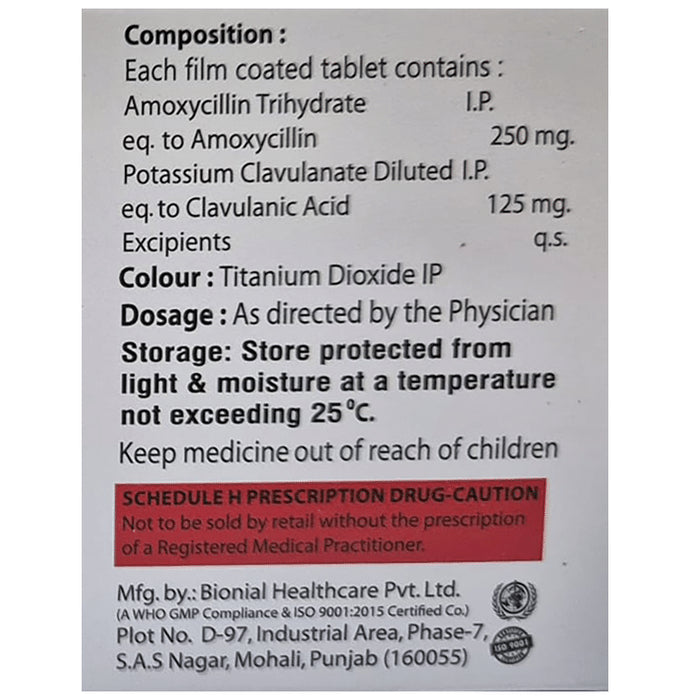 Composition :
Each film coated tablet contains :
Amoxycillin Trihydrate I.P.
eq. to Amoxycillin 250 mg.
Potassium Clavulanate Diluted I.P.
eq. to Clavulanic Acid 125 mg.
Excipients q.s.
Colour : Titanium Dioxide IP
Dosage : As directed by the Physician
Storage: Store protected from
light & moisture at a temperature
not exceeding 25⁰C.
Keep medicine out of reach of children
SCHEDULE H PRESCRIPTION DRUG-CAUTION
Not to be sold by retail without the prescription
of a Registered Medical Practitioner.
Mfg. by.: Bionial Healthcare Pvt. Ltd.
(A WHO GMP Compliance & ISO 9001:2015 Certified Co.)
Plot No. D-97, Industrial Area, Phase-7,
S.A.S Nagar, Mohali, Punjab (160055)
ISO 9001